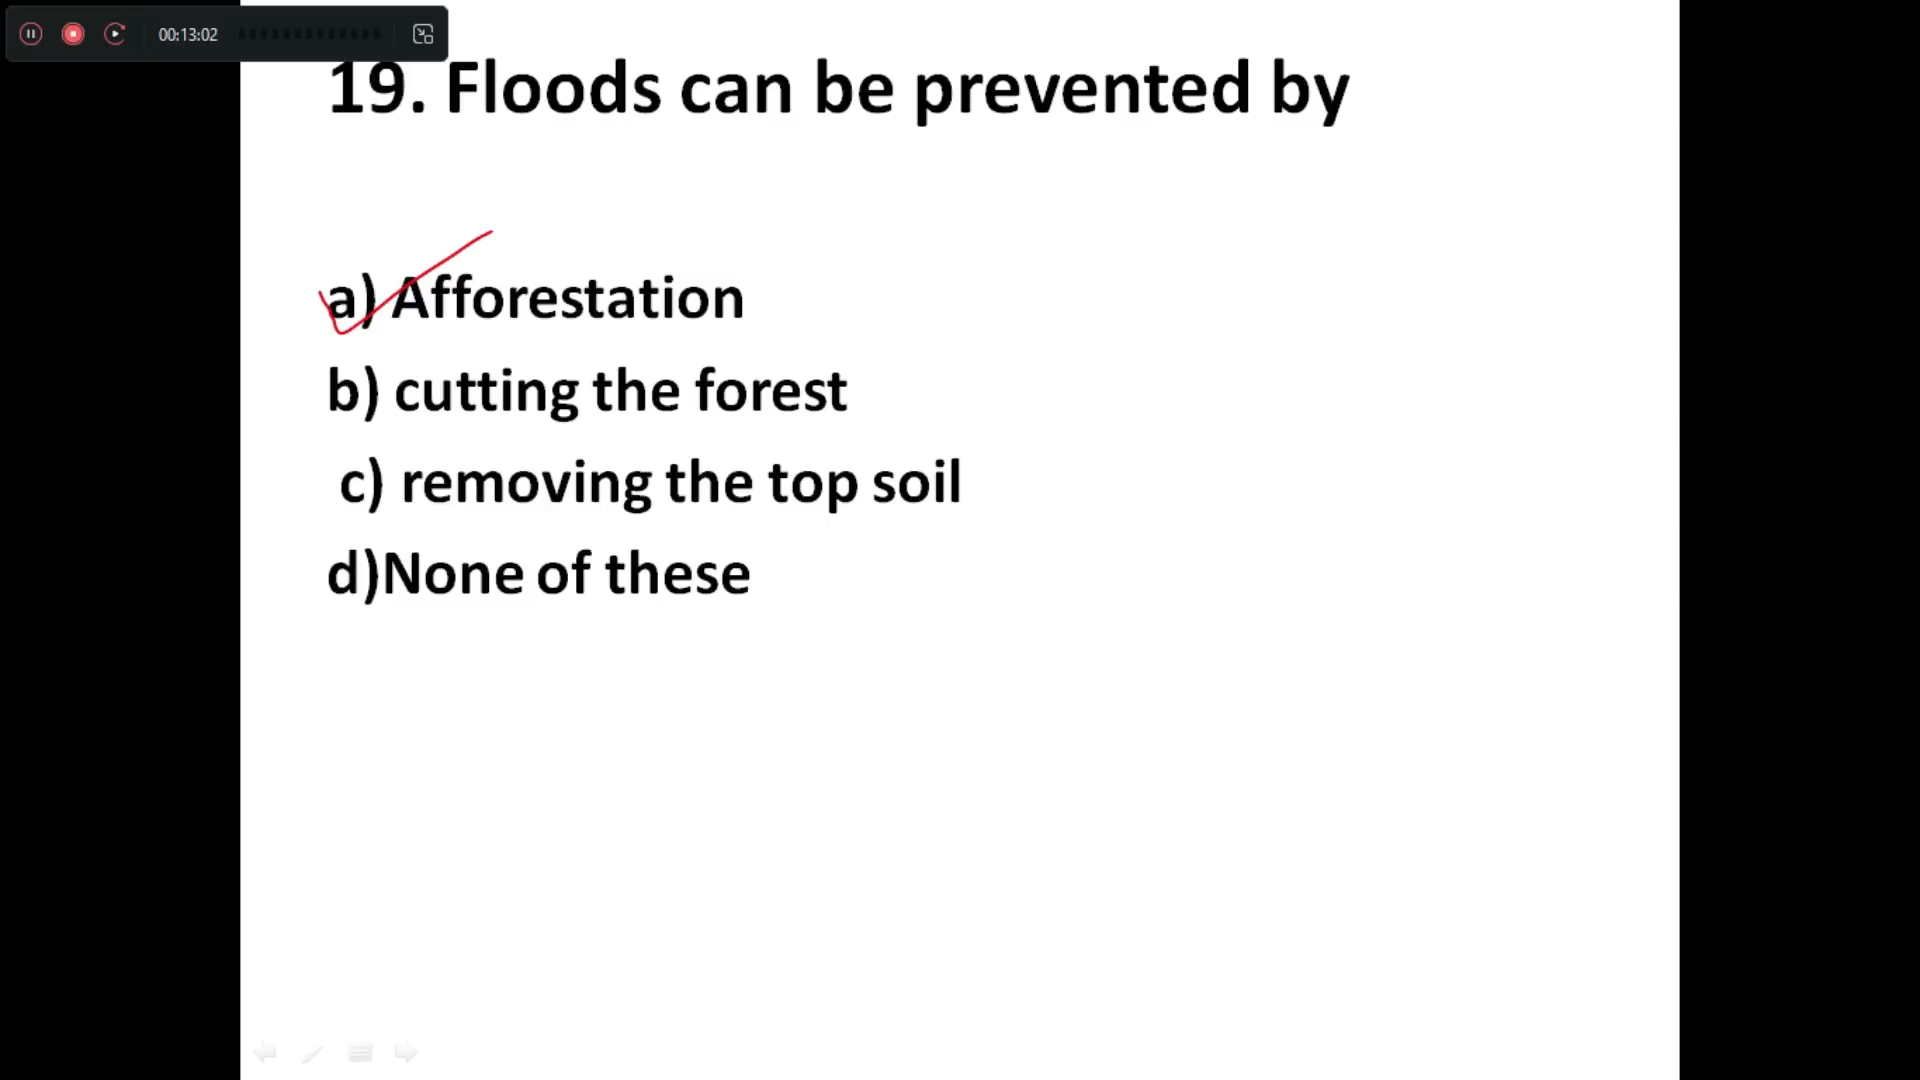 00:13:02
19. Floods can be prevented by
a) Afforestation
b) cutting the forest
c) removing the top soil
d)None of these